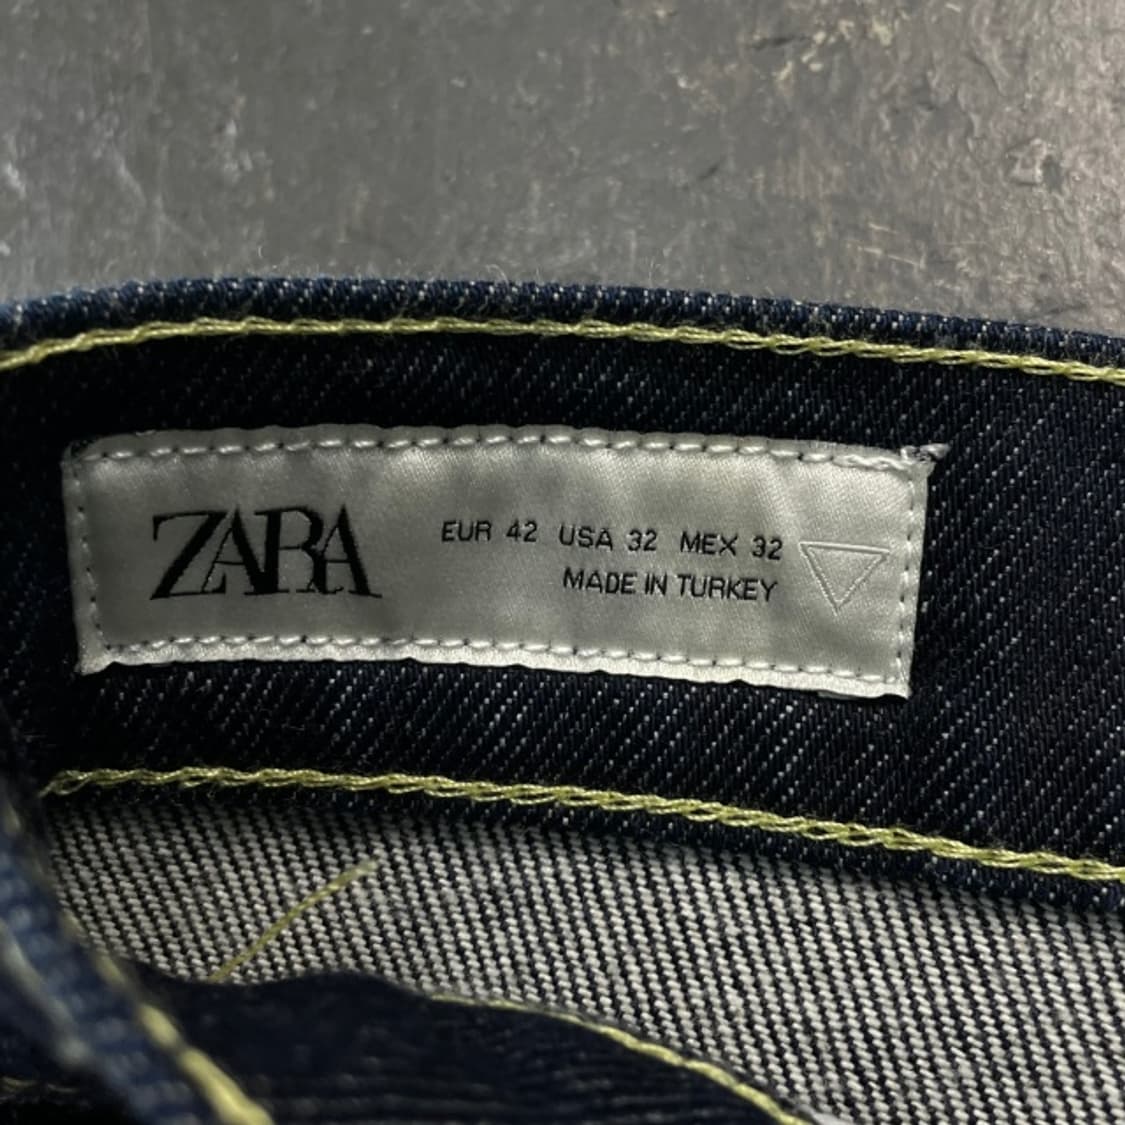 ZARA
EUR 42 USA 32 MEX 32
MADE IN TURKEY